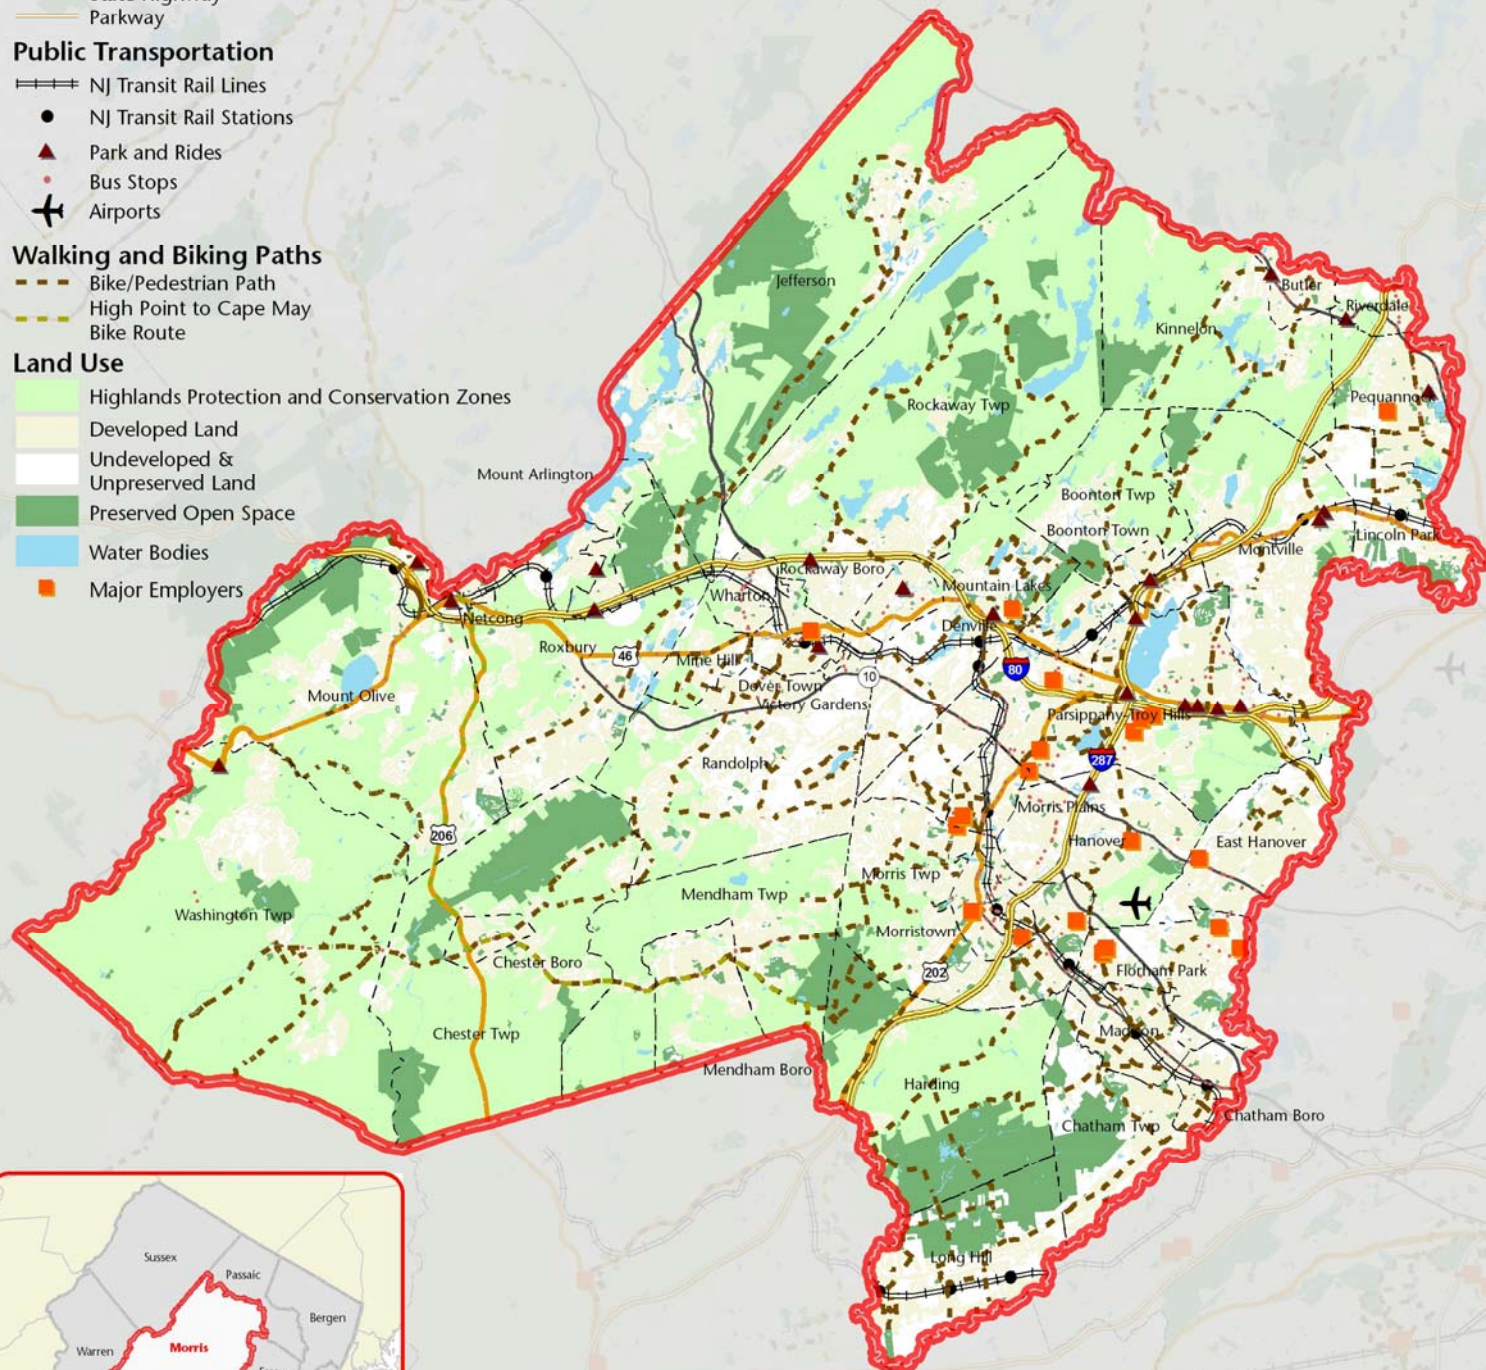 Parkway
Public Transportation
NJ Transit Rail Lines
NJ Transit Rail Stations
Park and Rides
Bus Stops
Airports
Walking and Biking Paths
Bike/Pedestrian Path
High Point to Cape May
Bike Route
Land Use
Highlands Protection and Conservation Zones
Developed Land
Undeveloped &
Unpreserved Land
Preserved Open Space
Water Bodies
Major Employers
Jefferson
Butler
Riverdale
Kinnelon
Pequannock
Rockaway Twp
Mount Arlington
Boonton Twp
Boonton Town
Lincoln Park
Montville
Rockaway Boro
Mountain Lakes
Wharton
Netcong
Denville
Roxbury
46
Mine Hill
80
10
Dover Town
Mount Olive
Victory Gardens
Parsippany-Troy Hills
Randolph
287
Morris Plains
206
Hanover
East Hanover
Morris Twp
Mendham Twp
Washington Twp
Morristown
Chester Boro
202
Florham Park
Chester Twp
Madison
Mendham Boro
Harding
Chatham Boro
Chatham Twp
Long Hill
Sussex
Passaic
Bergen
Warren
Morris